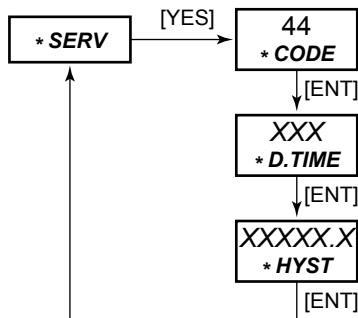 [YES]
* SERV
44
* CODE
[ENT]
XXX
* D.TIME
[ENT]
XXXXX.X
* HYST
[ENT]